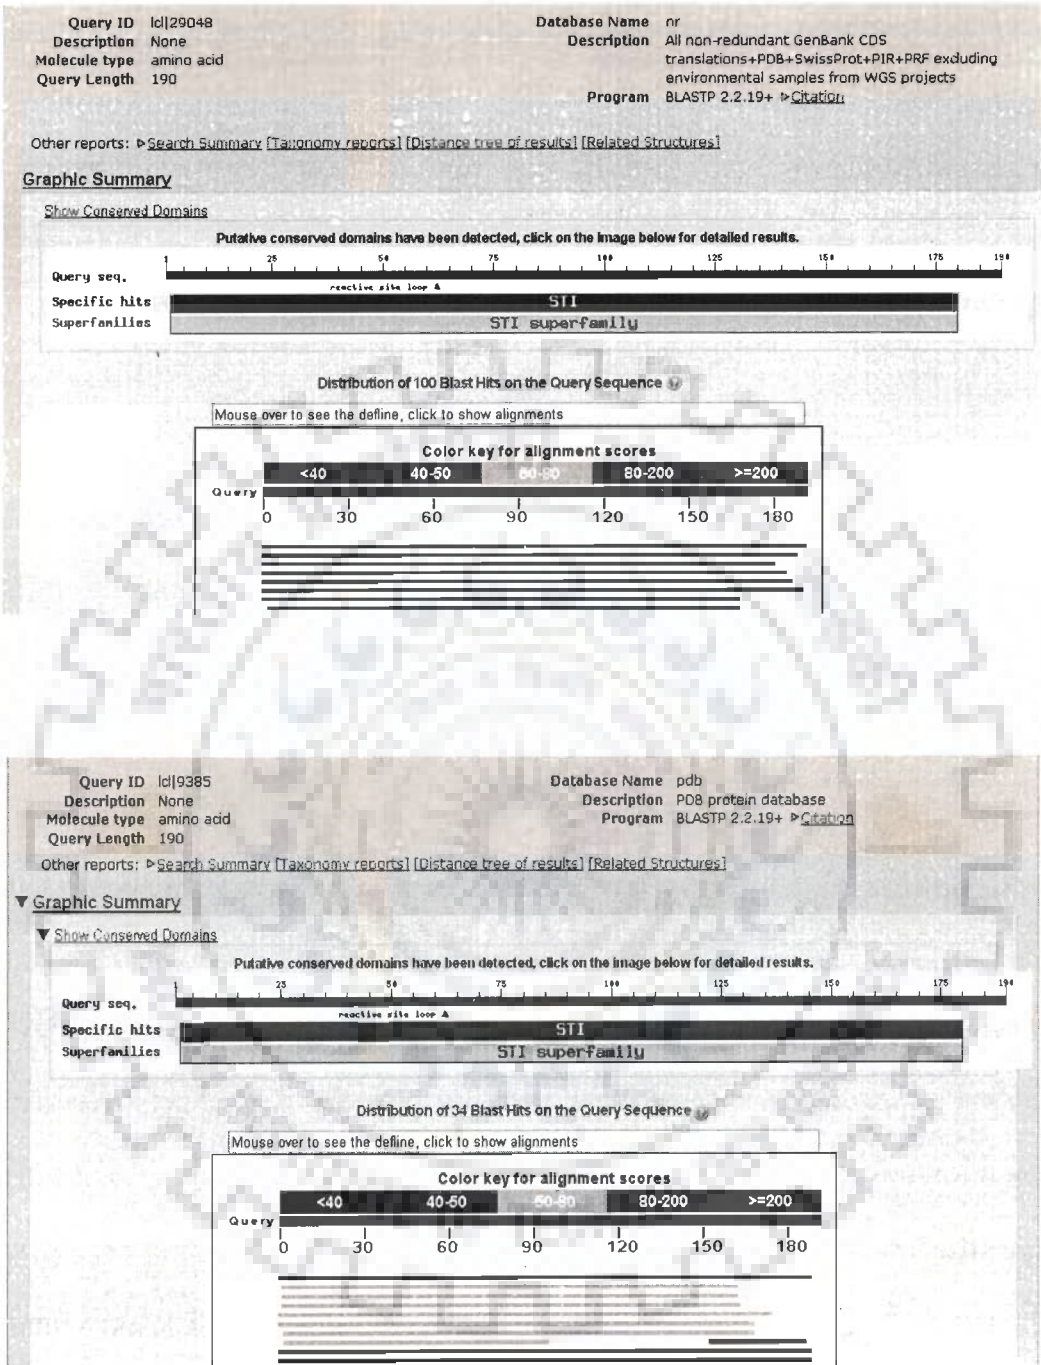 Query ID lcl|29048
Description None
Molecule type amino acid
Query Length 190
Database Name nr
Description All non-redundant GenBank CDS
translations+PDB+SwissProt+PIR+PRF excluding
environmental samples from WGS projects
Program BLASTP 2.2.19+ Citation
Other reports: Search Summary [Taxonomy reports] [Distance tree of results] [Related Structures]
Graphic Summary
Show Conserved Domains
Putative conserved domains have been detected, click on the image below for detailed results.
1 25 50 75 100 125 150 175 190
Query seq.
reactive site loop
Specific hits STI
Superfamilies STI superfamily
Distribution of 100 Blast Hits on the Query Sequence
Mouse over to see the defline, click to show alignments
Color key for alignment scores
<40 40-50 50-80 80-200 >=200
Query
0 30 60 90 120 150 180
Query ID lcl|9385
Description None
Molecule type amino acid
Query Length 190
Database Name pdb
Description PDB protein database
Program BLASTP 2.2.19+ Citation
Other reports: Search Summary [Taxonomy reports] [Distance tree of results] [Related Structures]
Graphic Summary
Show Conserved Domains
Putative conserved domains have been detected, click on the image below for detailed results.
1 25 50 75 100 125 150 175 190
Query seq.
reactive site loop
Specific hits STI
Superfamilies STI superfamily
Distribution of 34 Blast Hits on the Query Sequence
Mouse over to see the defline, click to show alignments
Color key for alignment scores
<40 40-50 50-80 80-200 >=200
Query
0 30 60 90 120 150 180